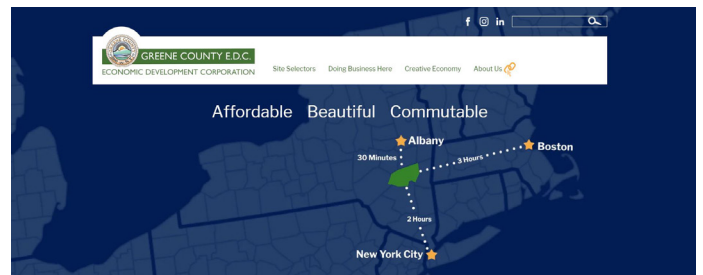 f in
GREENE COUNTY E.D.C.
ECONOMIC DEVELOPMENT CORPORATION
Site Selectors Doing Business Here Creative Economy About Us
Affordable Beautiful Commutable
Albany
30 Minutes
3 Hours
Boston
2 Hours
New York City